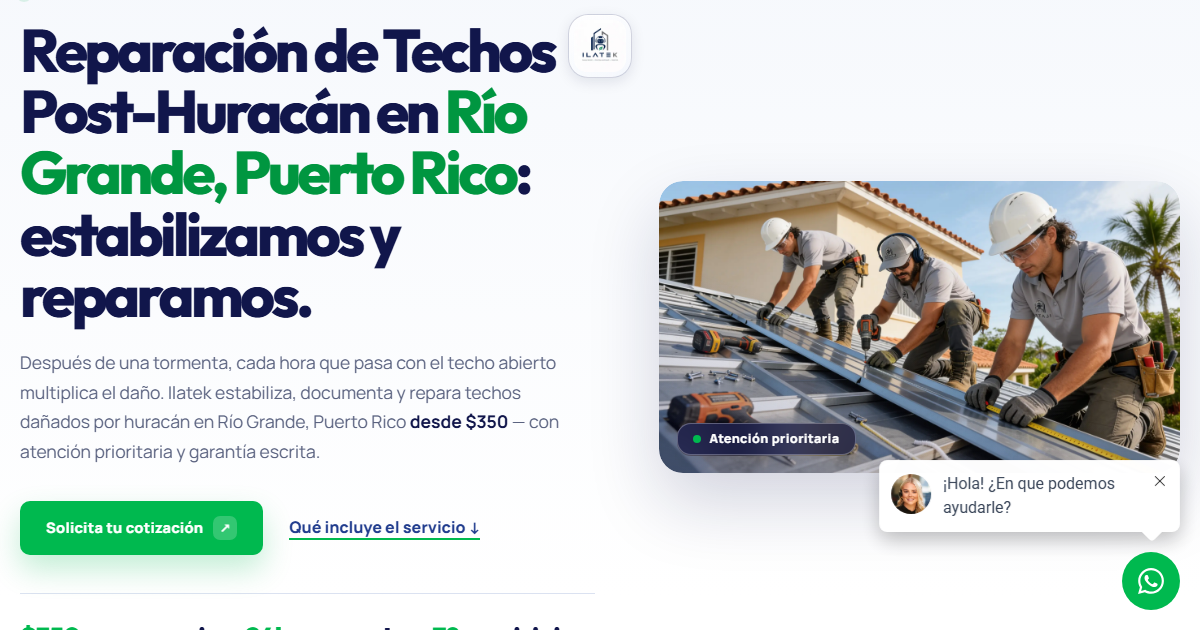 Reparación de Techos
Post-Huracán en Río
Grande, Puerto Rico:
estabilizamos y
reparamos.
ILATEK
Después de una tormenta, cada hora que pasa con el techo abierto
multiplica el daño. Ilatek estabiliza, documenta y repara techos
dañados por huracán en Río Grande, Puerto Rico desde $350 — con
atención prioritaria y garantía escrita.
Solicita tu cotización ↗
Qué incluye el servicio ↓
Atención prioritaria
¡Hola! ¿En que podemos
ayudarle?